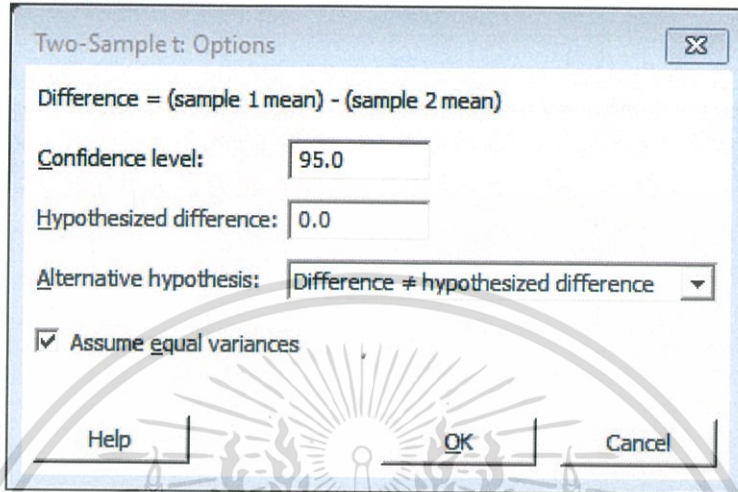 Two-Sample t: Options
Difference = (sample 1 mean) - (sample 2 mean)
Confidence level: 95.0
Hypothesized difference: 0.0
Alternative hypothesis: Difference ≠ hypothesized difference
Assume equal variances
Help OK Cancel